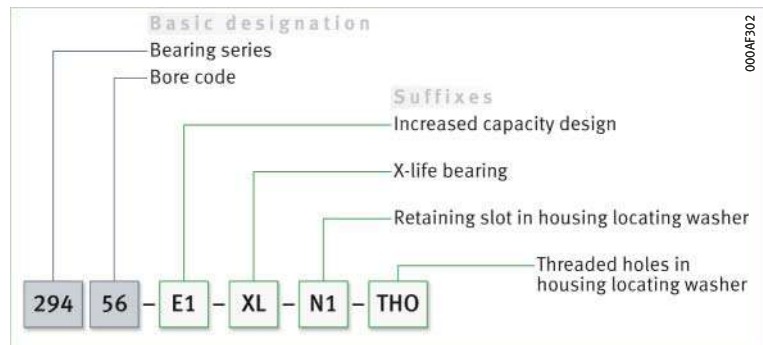 Basic designation
Bearing series
Bore code
Suffixes
Increased capacity design
X-life bearing
Retaining slot in housing locating washer
Threaded holes in
housing locating washer
294 56 – E1 – XL – N1 – THO
000AF302